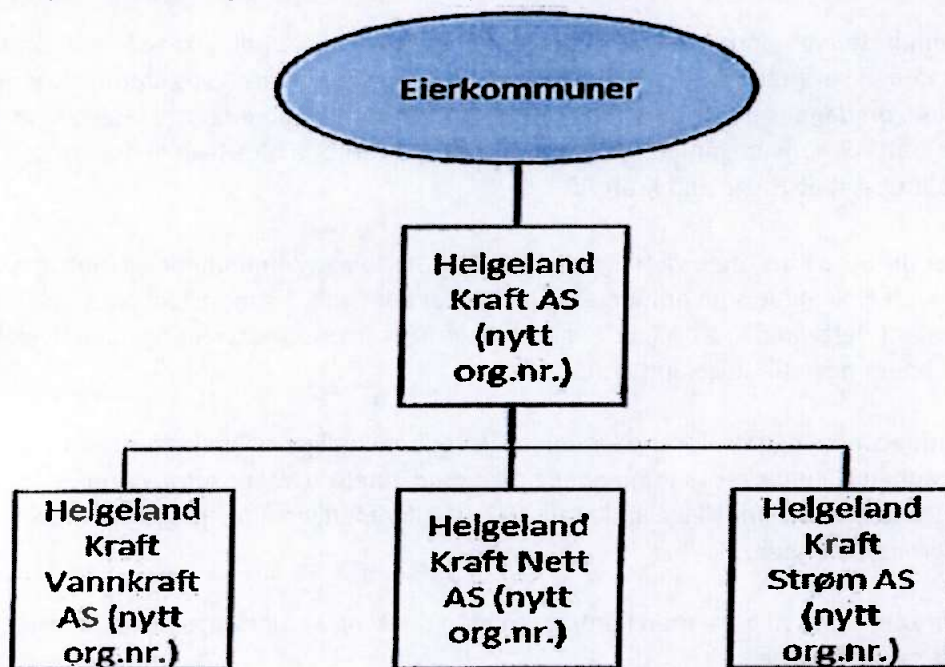 Eierkommuner
Helgeland
Kraft AS
(nytt
org.nr.)
Helgeland
Kraft
Vannkraft
AS (nytt
org.nr.)
Helgeland
Kraft Nett
AS (nytt
org.nr.)
Helgeland
Kraft
Strøm AS
(nytt
org.nr.)